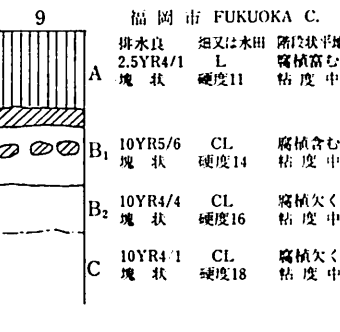 9 福岡市 FUKUOKA C.
排水良 畑又は水田 階段状平地
A 2.5YR4/1 L 腐植富む
塊状 硬度11 粘度中
B₁ 10YR5/6 CL 腐植含む
塊状 硬度14 粘度中
B₂ 10YR4/4 CL 腐植欠く
塊状 硬度16 粘度中
C 10YR4/1 CL 腐植欠く
塊状 硬度18 粘度中